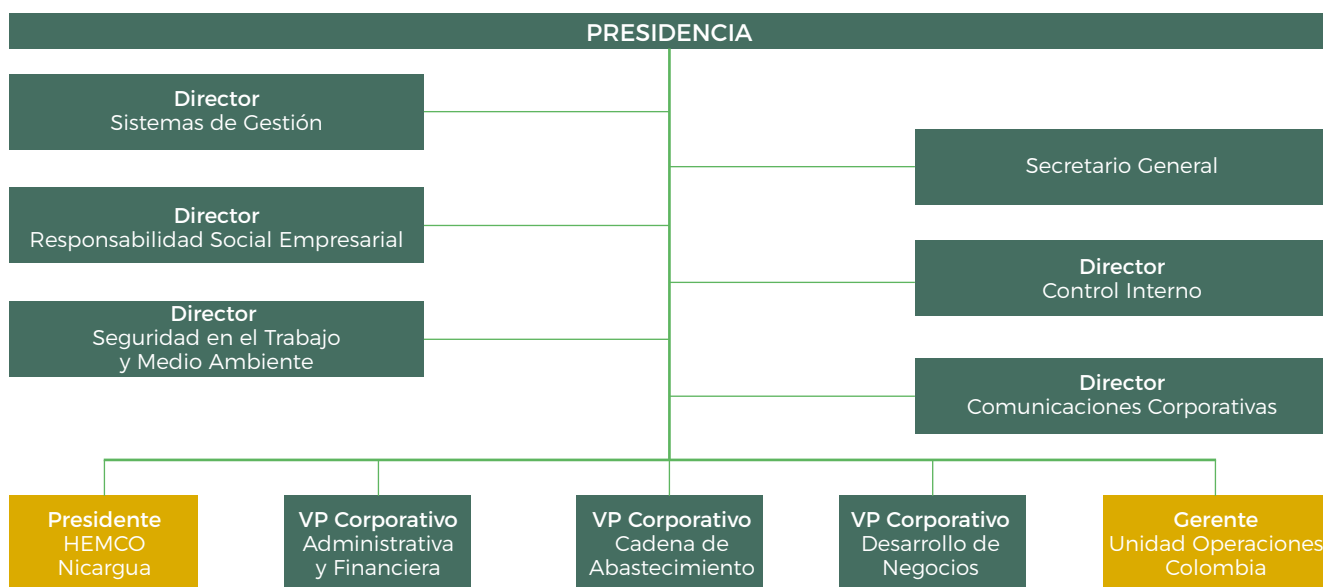 PRESIDENCIA
Director
Sistemas de Gestión
Secretario General
Director
Responsabilidad Social Empresarial
Director
Control Interno
Director
Seguridad en el Trabajo
y Medio Ambiente
Director
Comunicaciones Corporativas
Presidente
HEMCO
Nicargua
VP Corporativo
Administrativa
y Financiera
VP Corporativo
Cadena de
Abastecimiento
VP Corporativo
Desarrollo de
Negocios
Gerente
Unidad Operaciones
Colombia